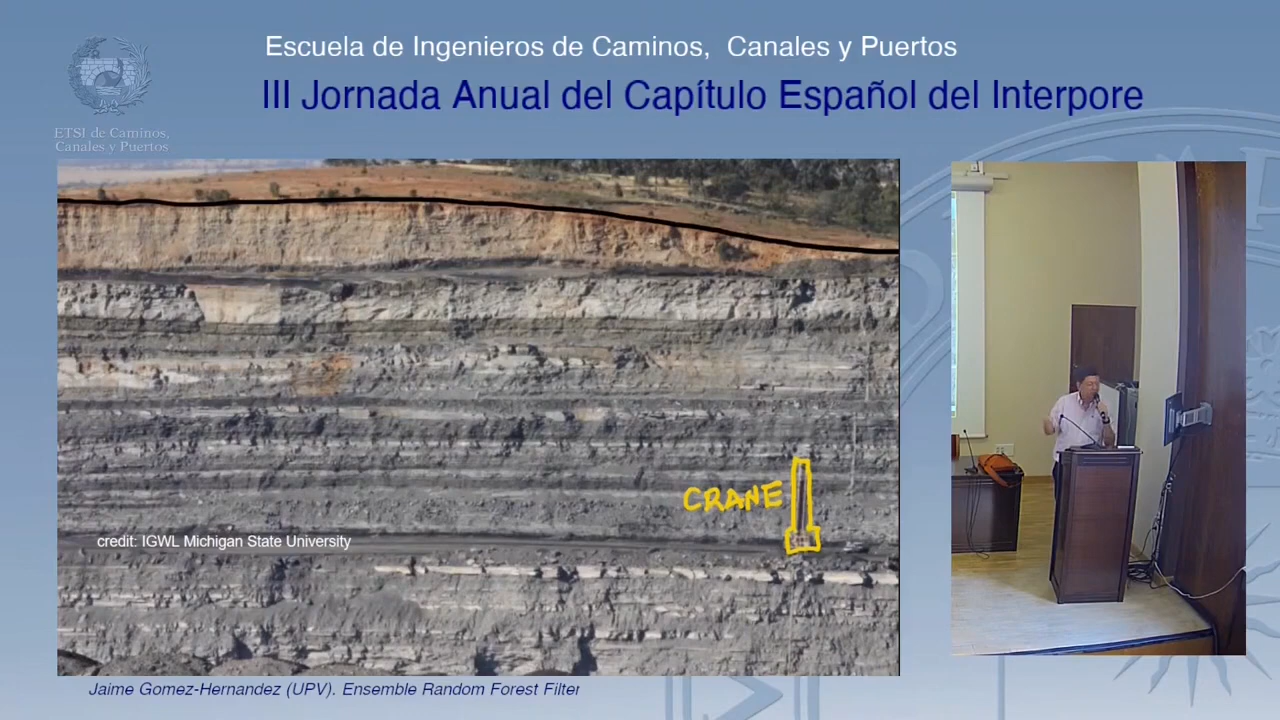 Escuela de Ingenieros de Caminos, Canales y Puertos
III Jornada Anual del Capítulo Español del Interpore
ETSI de Caminos,
Canales y Puertos
CRANE
credit: IGWL Michigan State University
Jaime Gomez-Hernandez (UPV). Ensemble Random Forest Filter